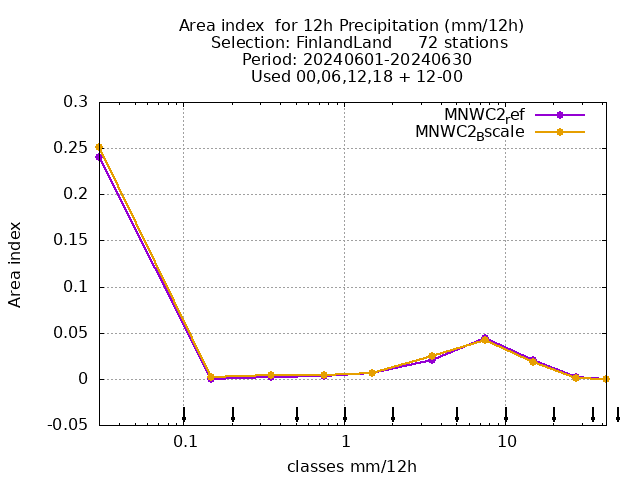 Area index  for 12h Precipitation (mm/12h)
Selection: FinlandLand     72 stations
Period: 20240601-20240630
Used 00,06,12,18 + 12-00
MNWC2ref
MNWC2Bscale
0.3
0.25
0.2
0.15
0.1
0.05
0
-0.05
Area index
0.1 1 10
classes mm/12h